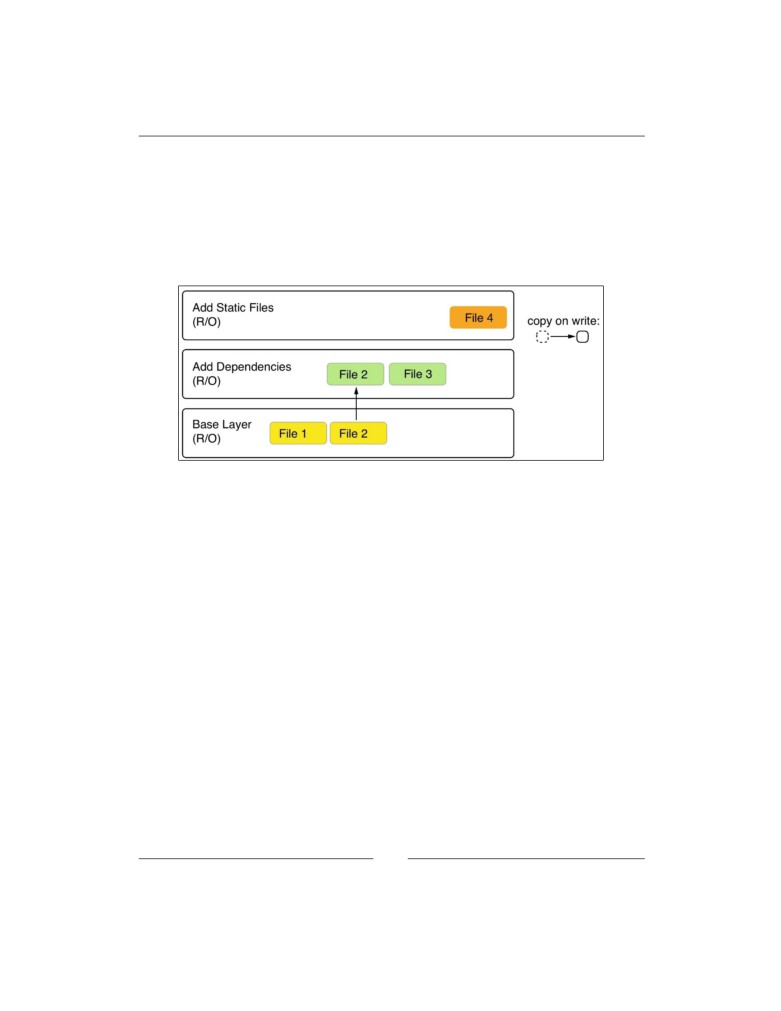 Add Static Files
(R/O)
File 4
copy on write:
Add Dependencies
(R/O)
File 2
File 3
Base Layer
(R/O)
File 1
File 2